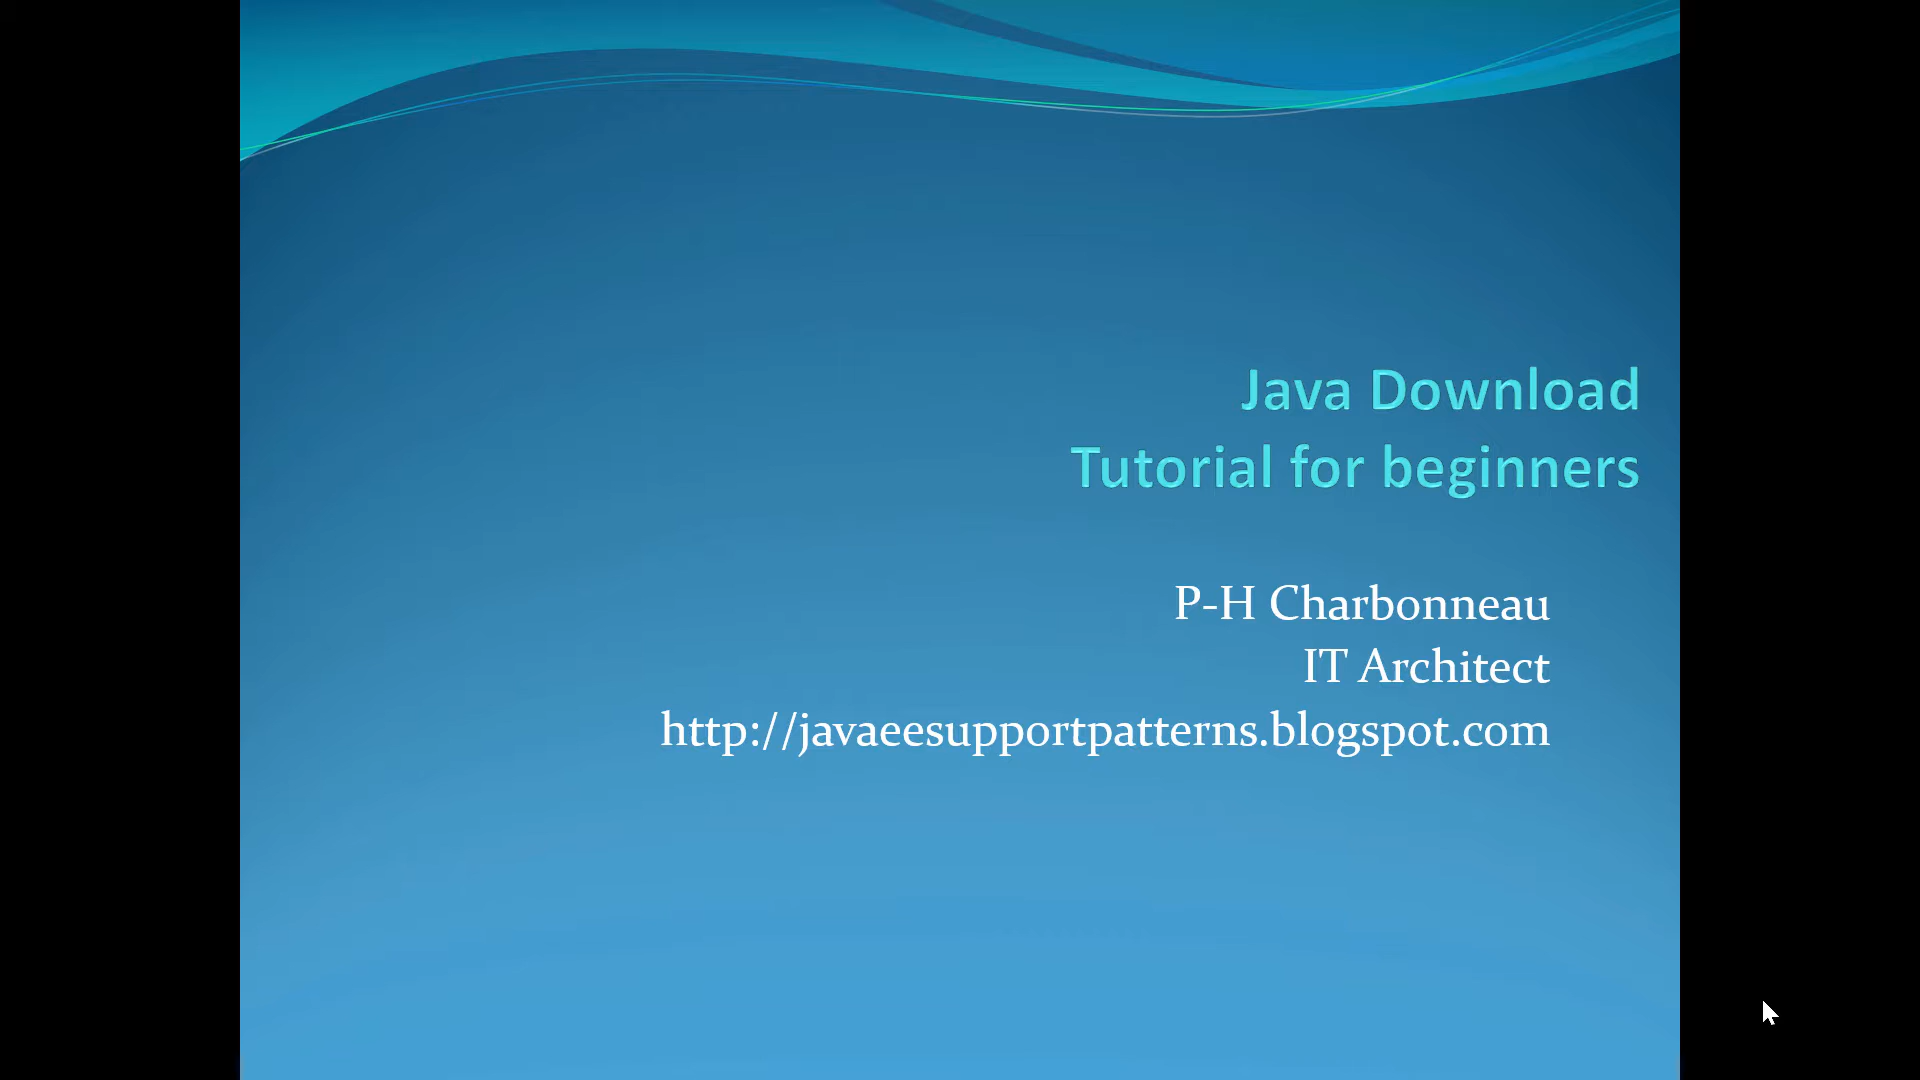 Java Download
Tutorial for beginners
P-H Charbonneau
IT Architect
http://javaeesupportpatterns.blogspot.com